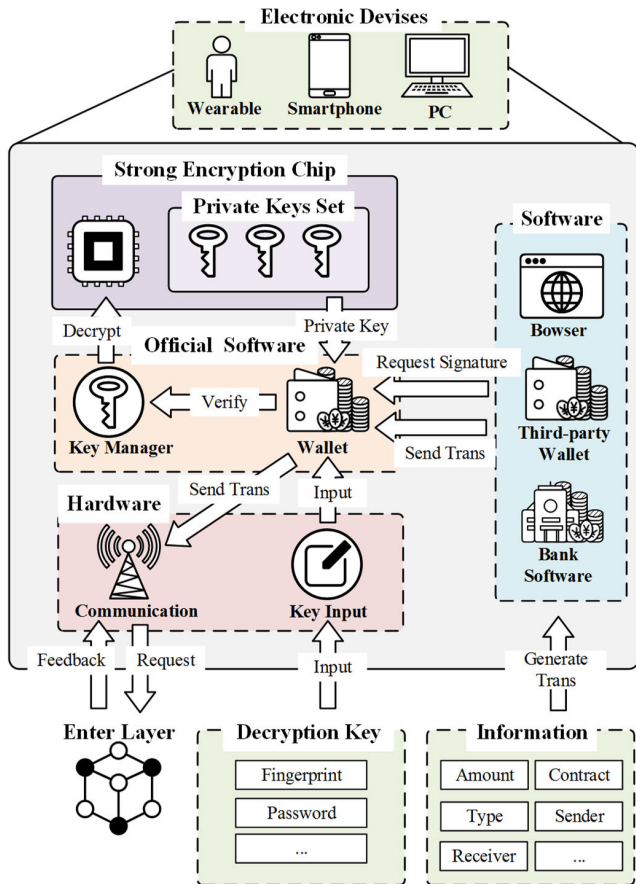 Electronic Devises
Wearable
Smartphone
PC
Strong Encryption Chip
Private Keys Set
Software
Bowser
Decrypt
Private Key
Official Software
Request Signature
Verify
Key Manager
Wallet
Third-party
Wallet
Send Trans
Send Trans
Input
Hardware
Bank
Software
Communication
Key Input
Feedback
Request
Input
Generate
Trans
Enter Layer
Decryption Key
Information
Fingerprint
Amount
Contract
Password
Type
Sender
...
Receiver
...